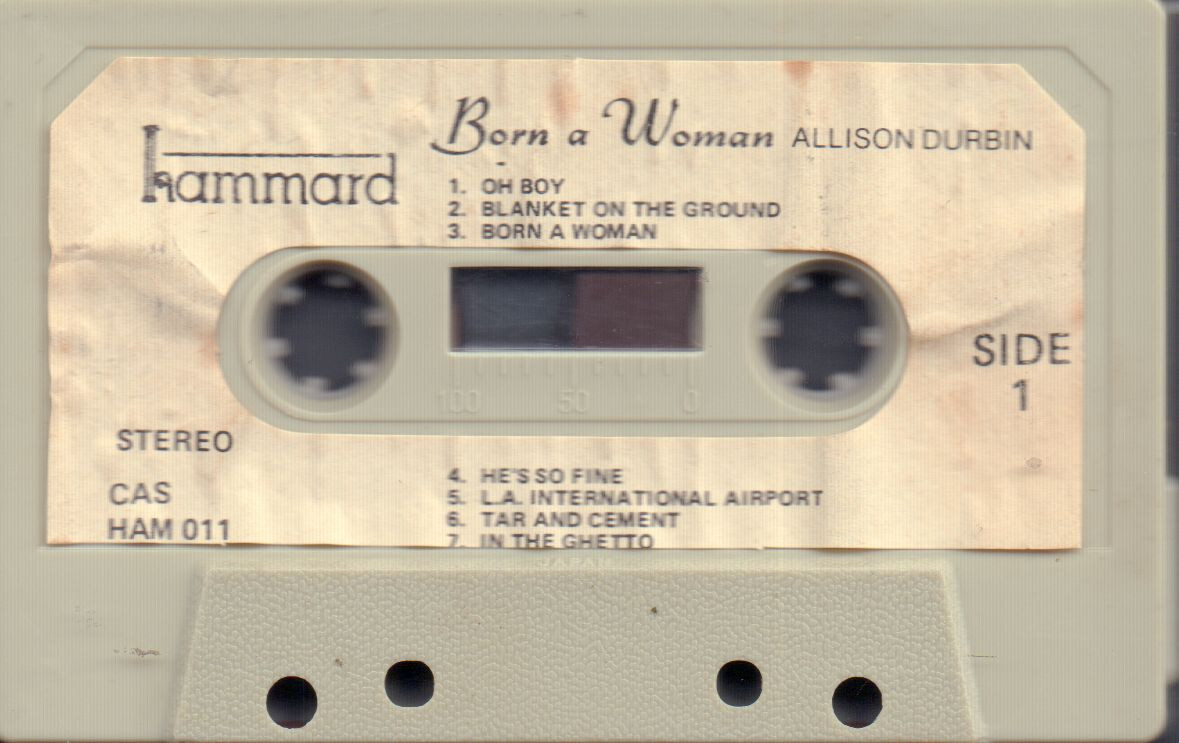 Born a Woman ALLISON DURBIN
hammard
1. OH BOY
2. BLANKET ON THE GROUND
3. BORN A WOMAN
100 50 0
SIDE
1
STEREO
CAS
HAM 011
4. HE'S SO FINE
5. L.A. INTERNATIONAL AIRPORT
6. TAR AND CEMENT
7. IN THE GHETTO
JAPAN